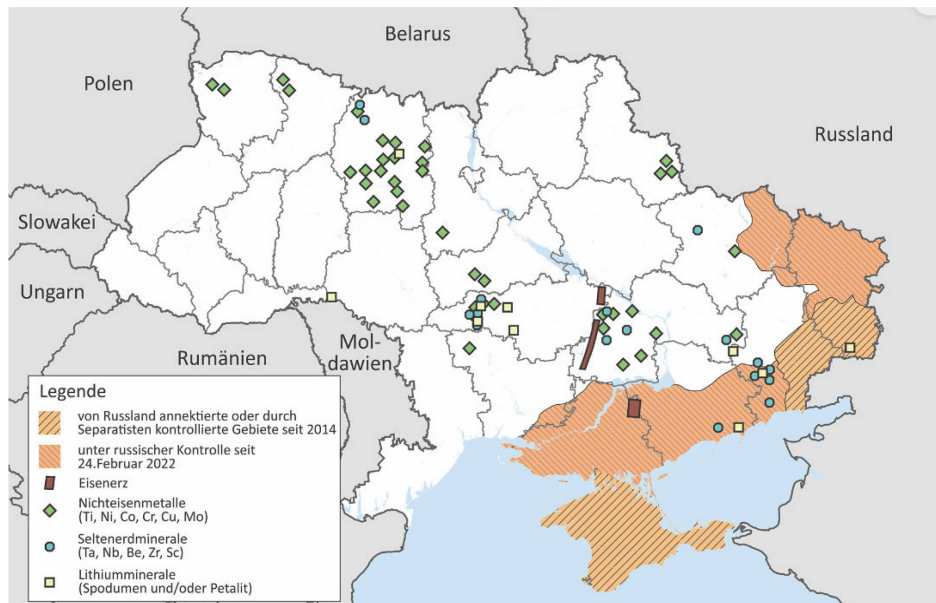 Belarus
Polen
Russland
Slowakei
Ungarn
Rumänien
Mol-
dawien
Legende
von Russland annektierte oder durch
Separatisten kontrollierte Gebiete seit 2014
unter russischer Kontrolle seit
24.Februar 2022
Eisenerz
Nichteisenmetalle
(Ti, Ni, Co, Cr, Cu, Mo)
Seltenerdminerale
(Ta, Nb, Be, Zr, Sc)
Lithiumminerale
(Spodumen und/oder Petalit)